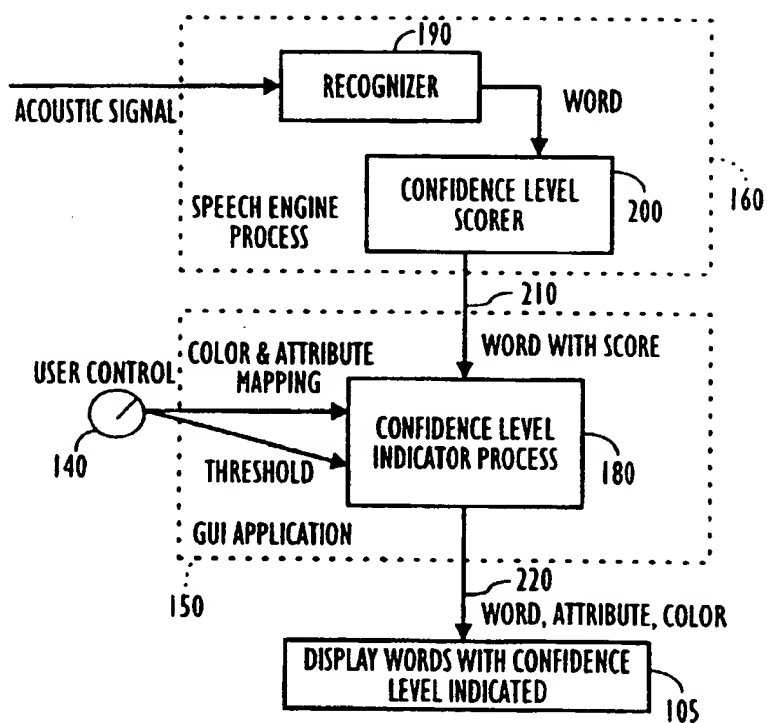 190
RECOGNIZER
ACOUSTIC SIGNAL
WORD
CONFIDENCE LEVEL
SCORER
200
160
SPEECH ENGINE
PROCESS
210
COLOR & ATTRIBUTE
MAPPING
WORD WITH SCORE
USER CONTROL
140
THRESHOLD
CONFIDENCE LEVEL
INDICATOR PROCESS
180
GUI APPLICATION
150
220
WORD, ATTRIBUTE, COLOR
DISPLAY WORDS WITH CONFIDENCE
LEVEL INDICATED
105